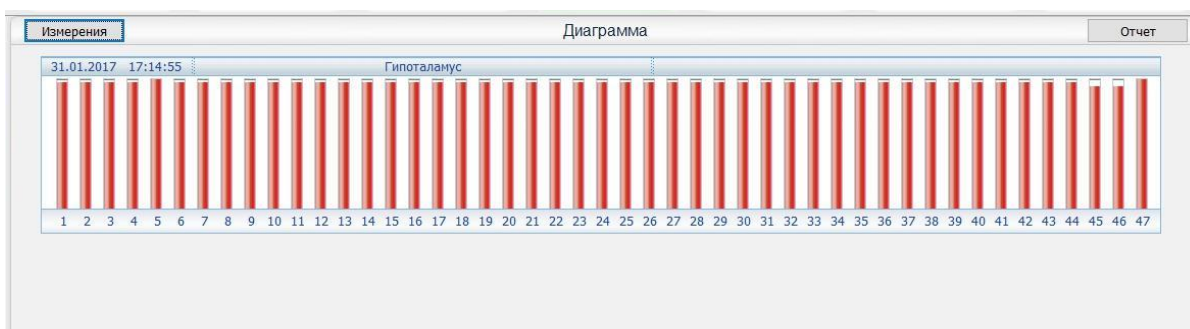 Измерения Диаграмма Отчет
31.01.2017 17:14:55 Гипоталамус
1 2 3 4 5 6 7 8 9 10 11 12 13 14 15 16 17 18 19 20 21 22 23 24 25 26 27 28 29 30 31 32 33 34 35 36 37 38 39 40 41 42 43 44 45 46 47